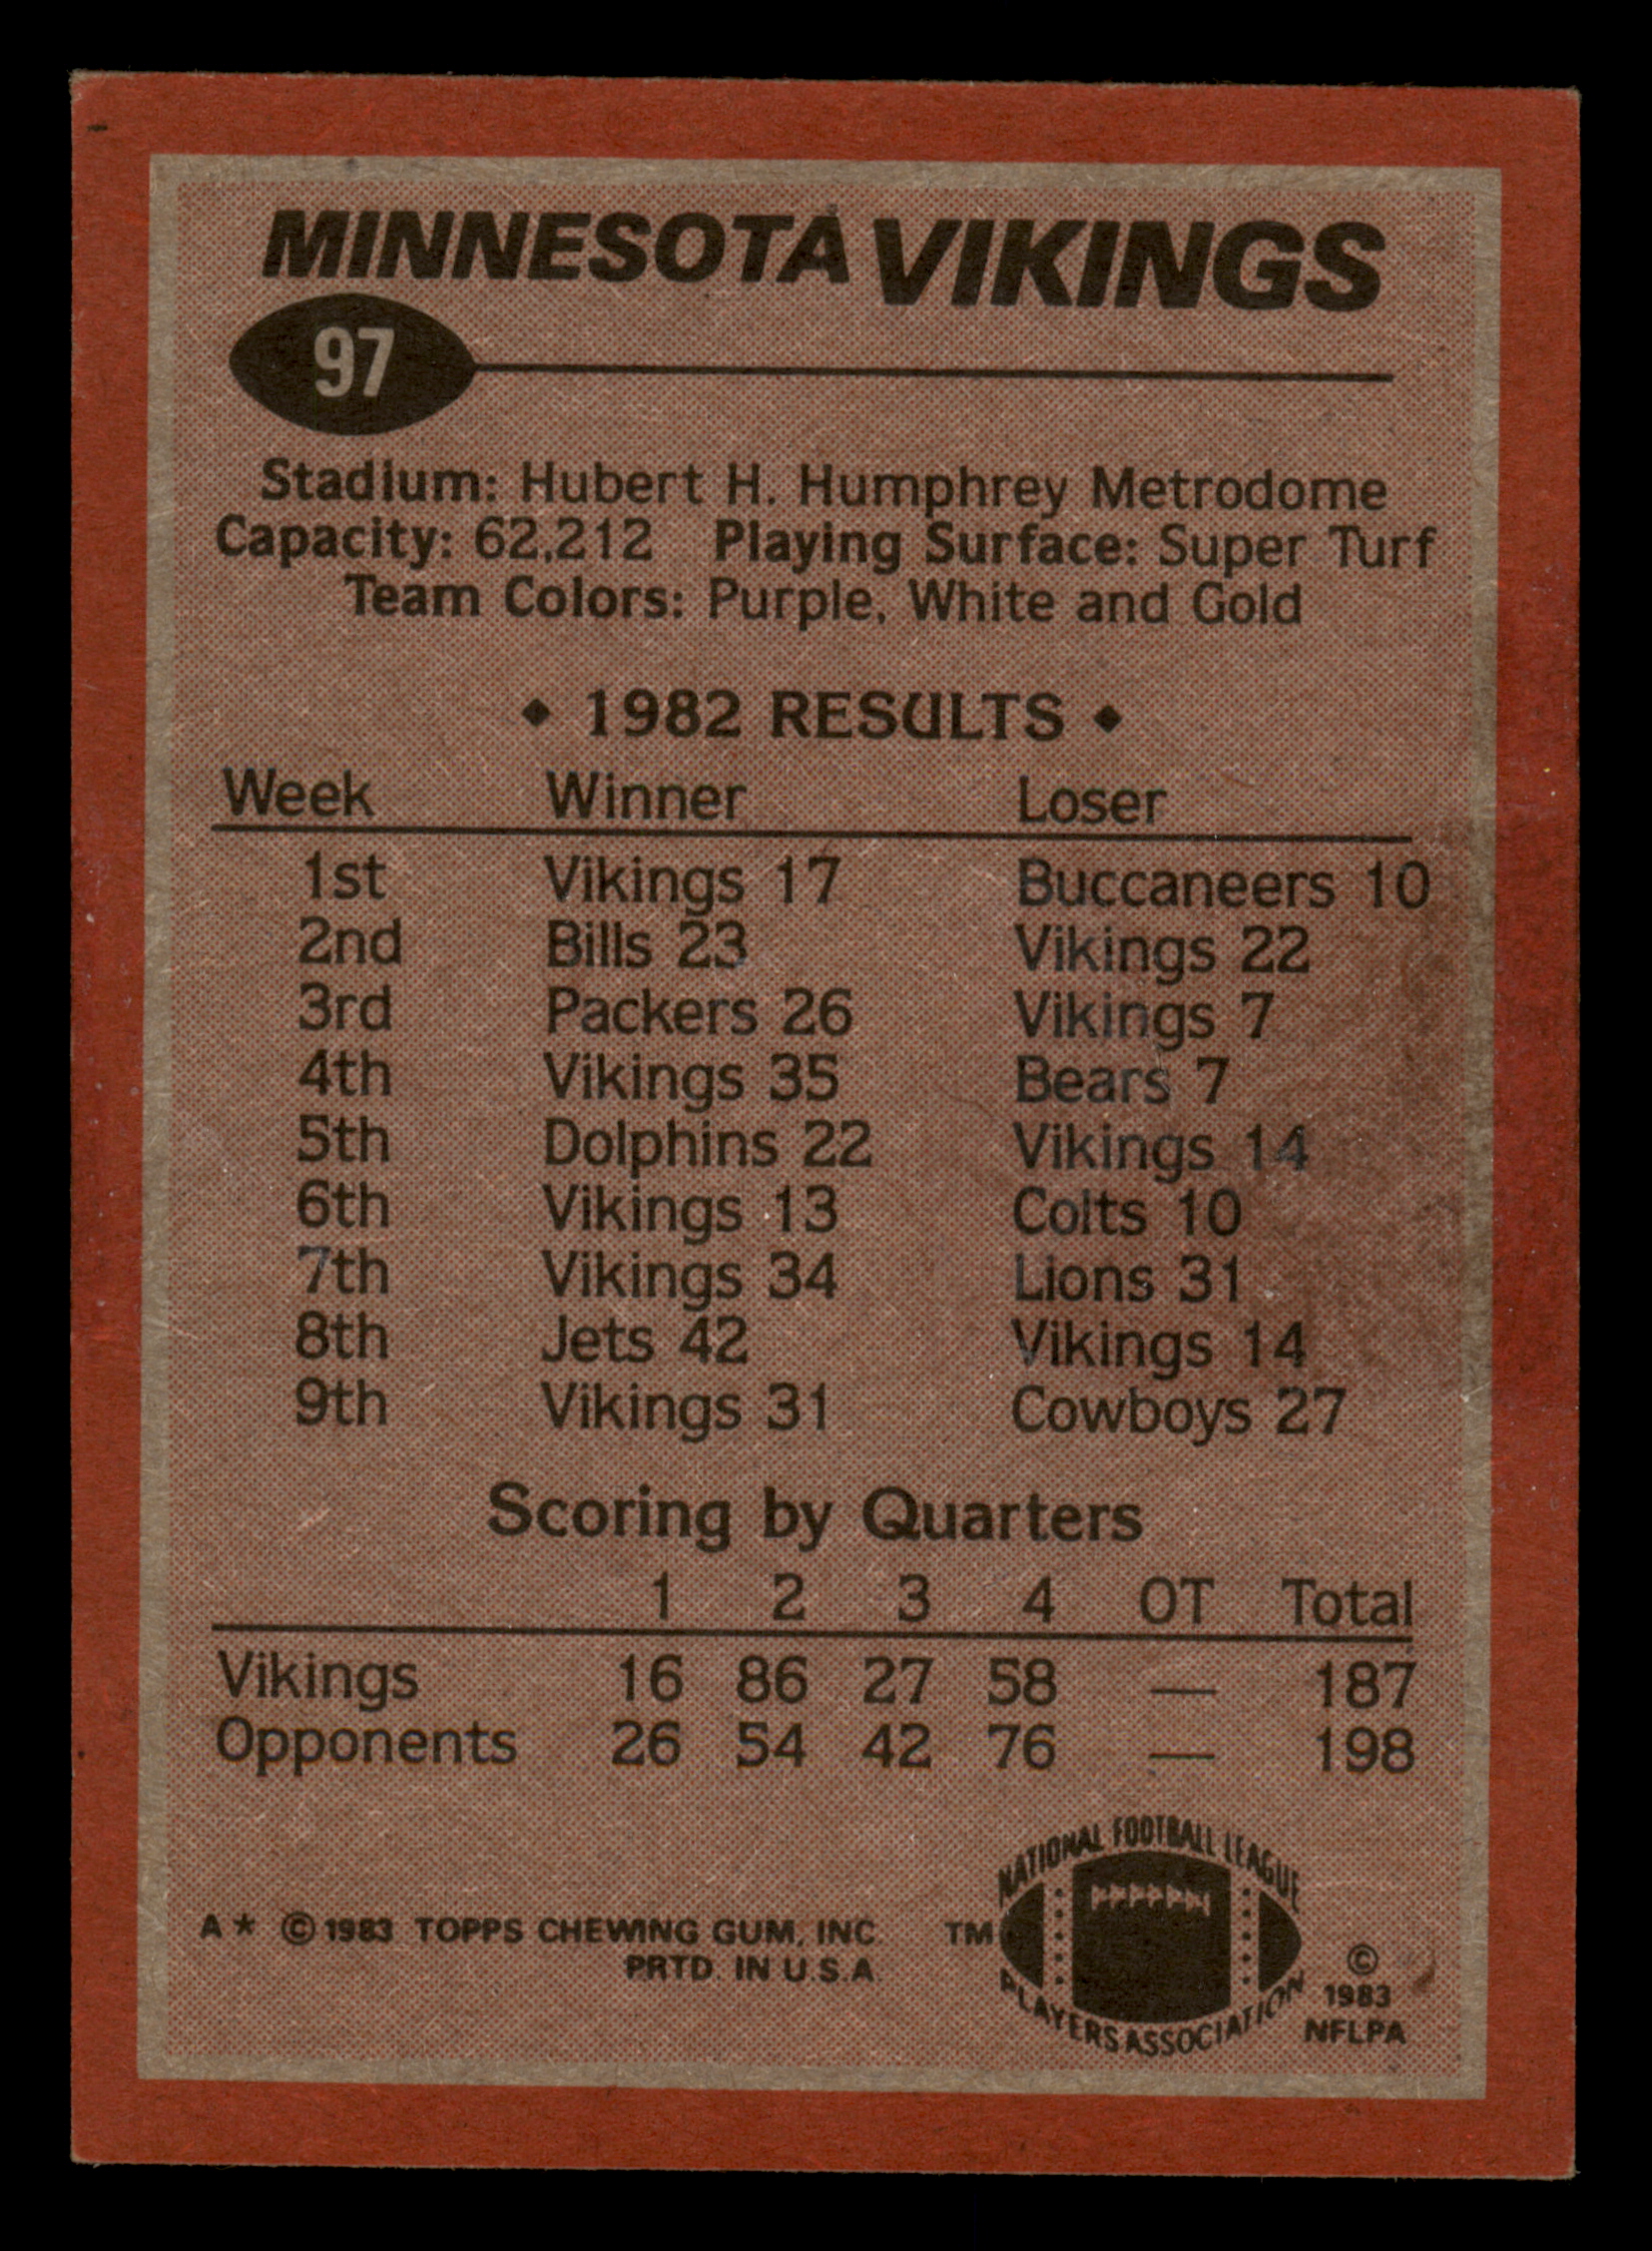 MINNESOTA VIKINGS
97
Stadium: Hubert H. Humphrey Metrodome
Capacity: 62,212 Playing Surface: Super Turf
Team Colors: Purple, White and Gold
◆ 1982 RESULTS ◆
Week Winner Loser
1st Vikings 17 Buccaneers 10
2nd Bills 23 Vikings 22
3rd Packers 26 Vikings 7
4th Vikings 35 Bears 7
5th Dolphins 22 Vikings 14
6th Vikings 13 Colts 10
7th Vikings 34 Lions 31
8th Jets 42 Vikings 14
9th Vikings 31 Cowboys 27
Scoring by Quarters
1 2 3 4 OT Total
Vikings 16 86 27 58 — 187
Opponents 26 54 42 76 — 198
NATIONAL FOOTBALL LEAGUE
PLAYERS ASSOCIATION
A* © 1983 TOPPS CHEWING GUM, INC. TM
PRTD. IN U.S.A.
©
1983
NFLPA